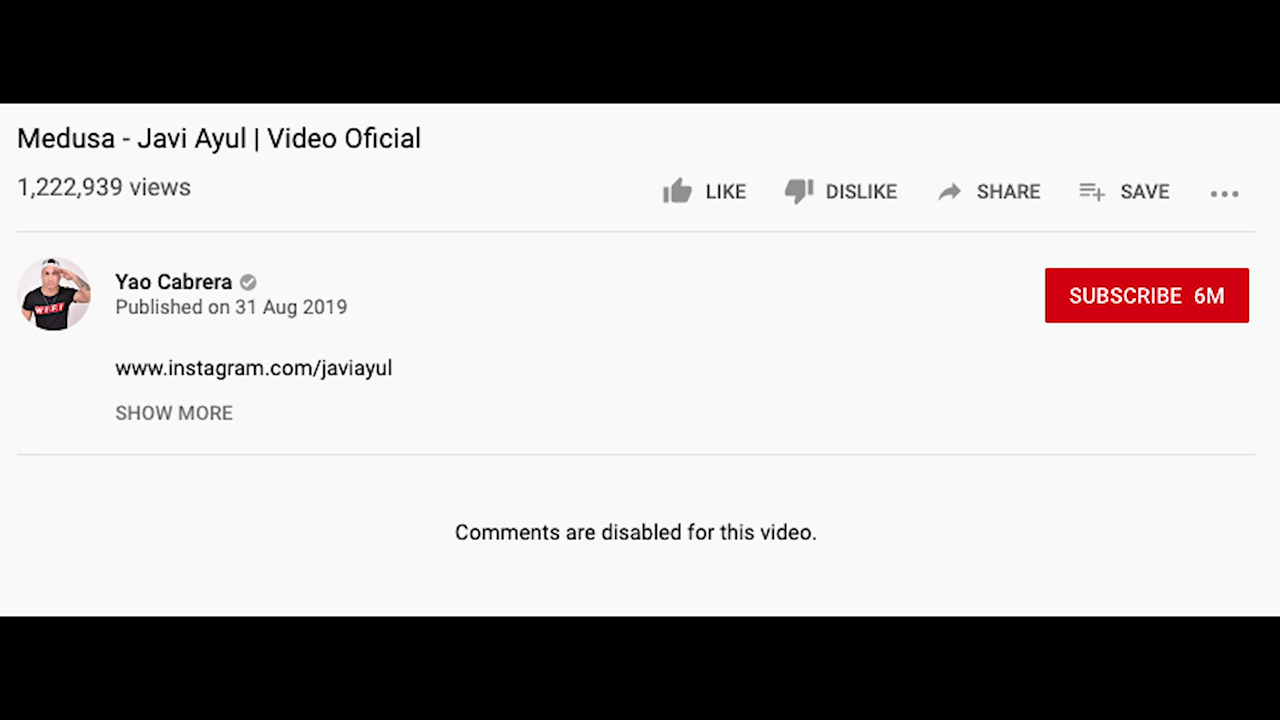 Medusa - Javi Ayul | Video Oficial
1,222,939 views
LIKE DISLIKE SHARE SAVE
Yao Cabrera
Published on 31 Aug 2019
SUBSCRIBE 6M
www.instagram.com/javiayul
SHOW MORE
Comments are disabled for this video.